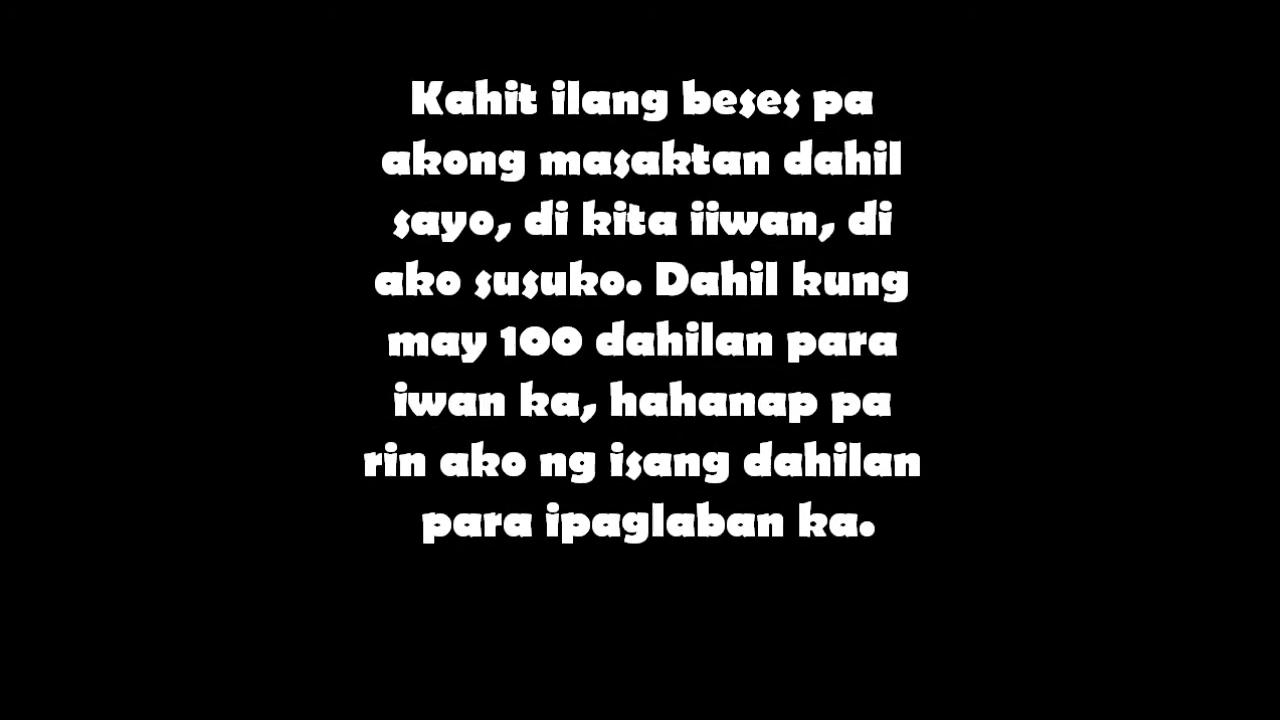 Kahit ilang beses pa
akong masaktan dahil
sayo, di kita iiwan, di
ako susuko. Dahil kung
may 100 dahilan para
iwan ka, hahanap pa
rin ako ng isang dahilan
para ipaglaban ka.